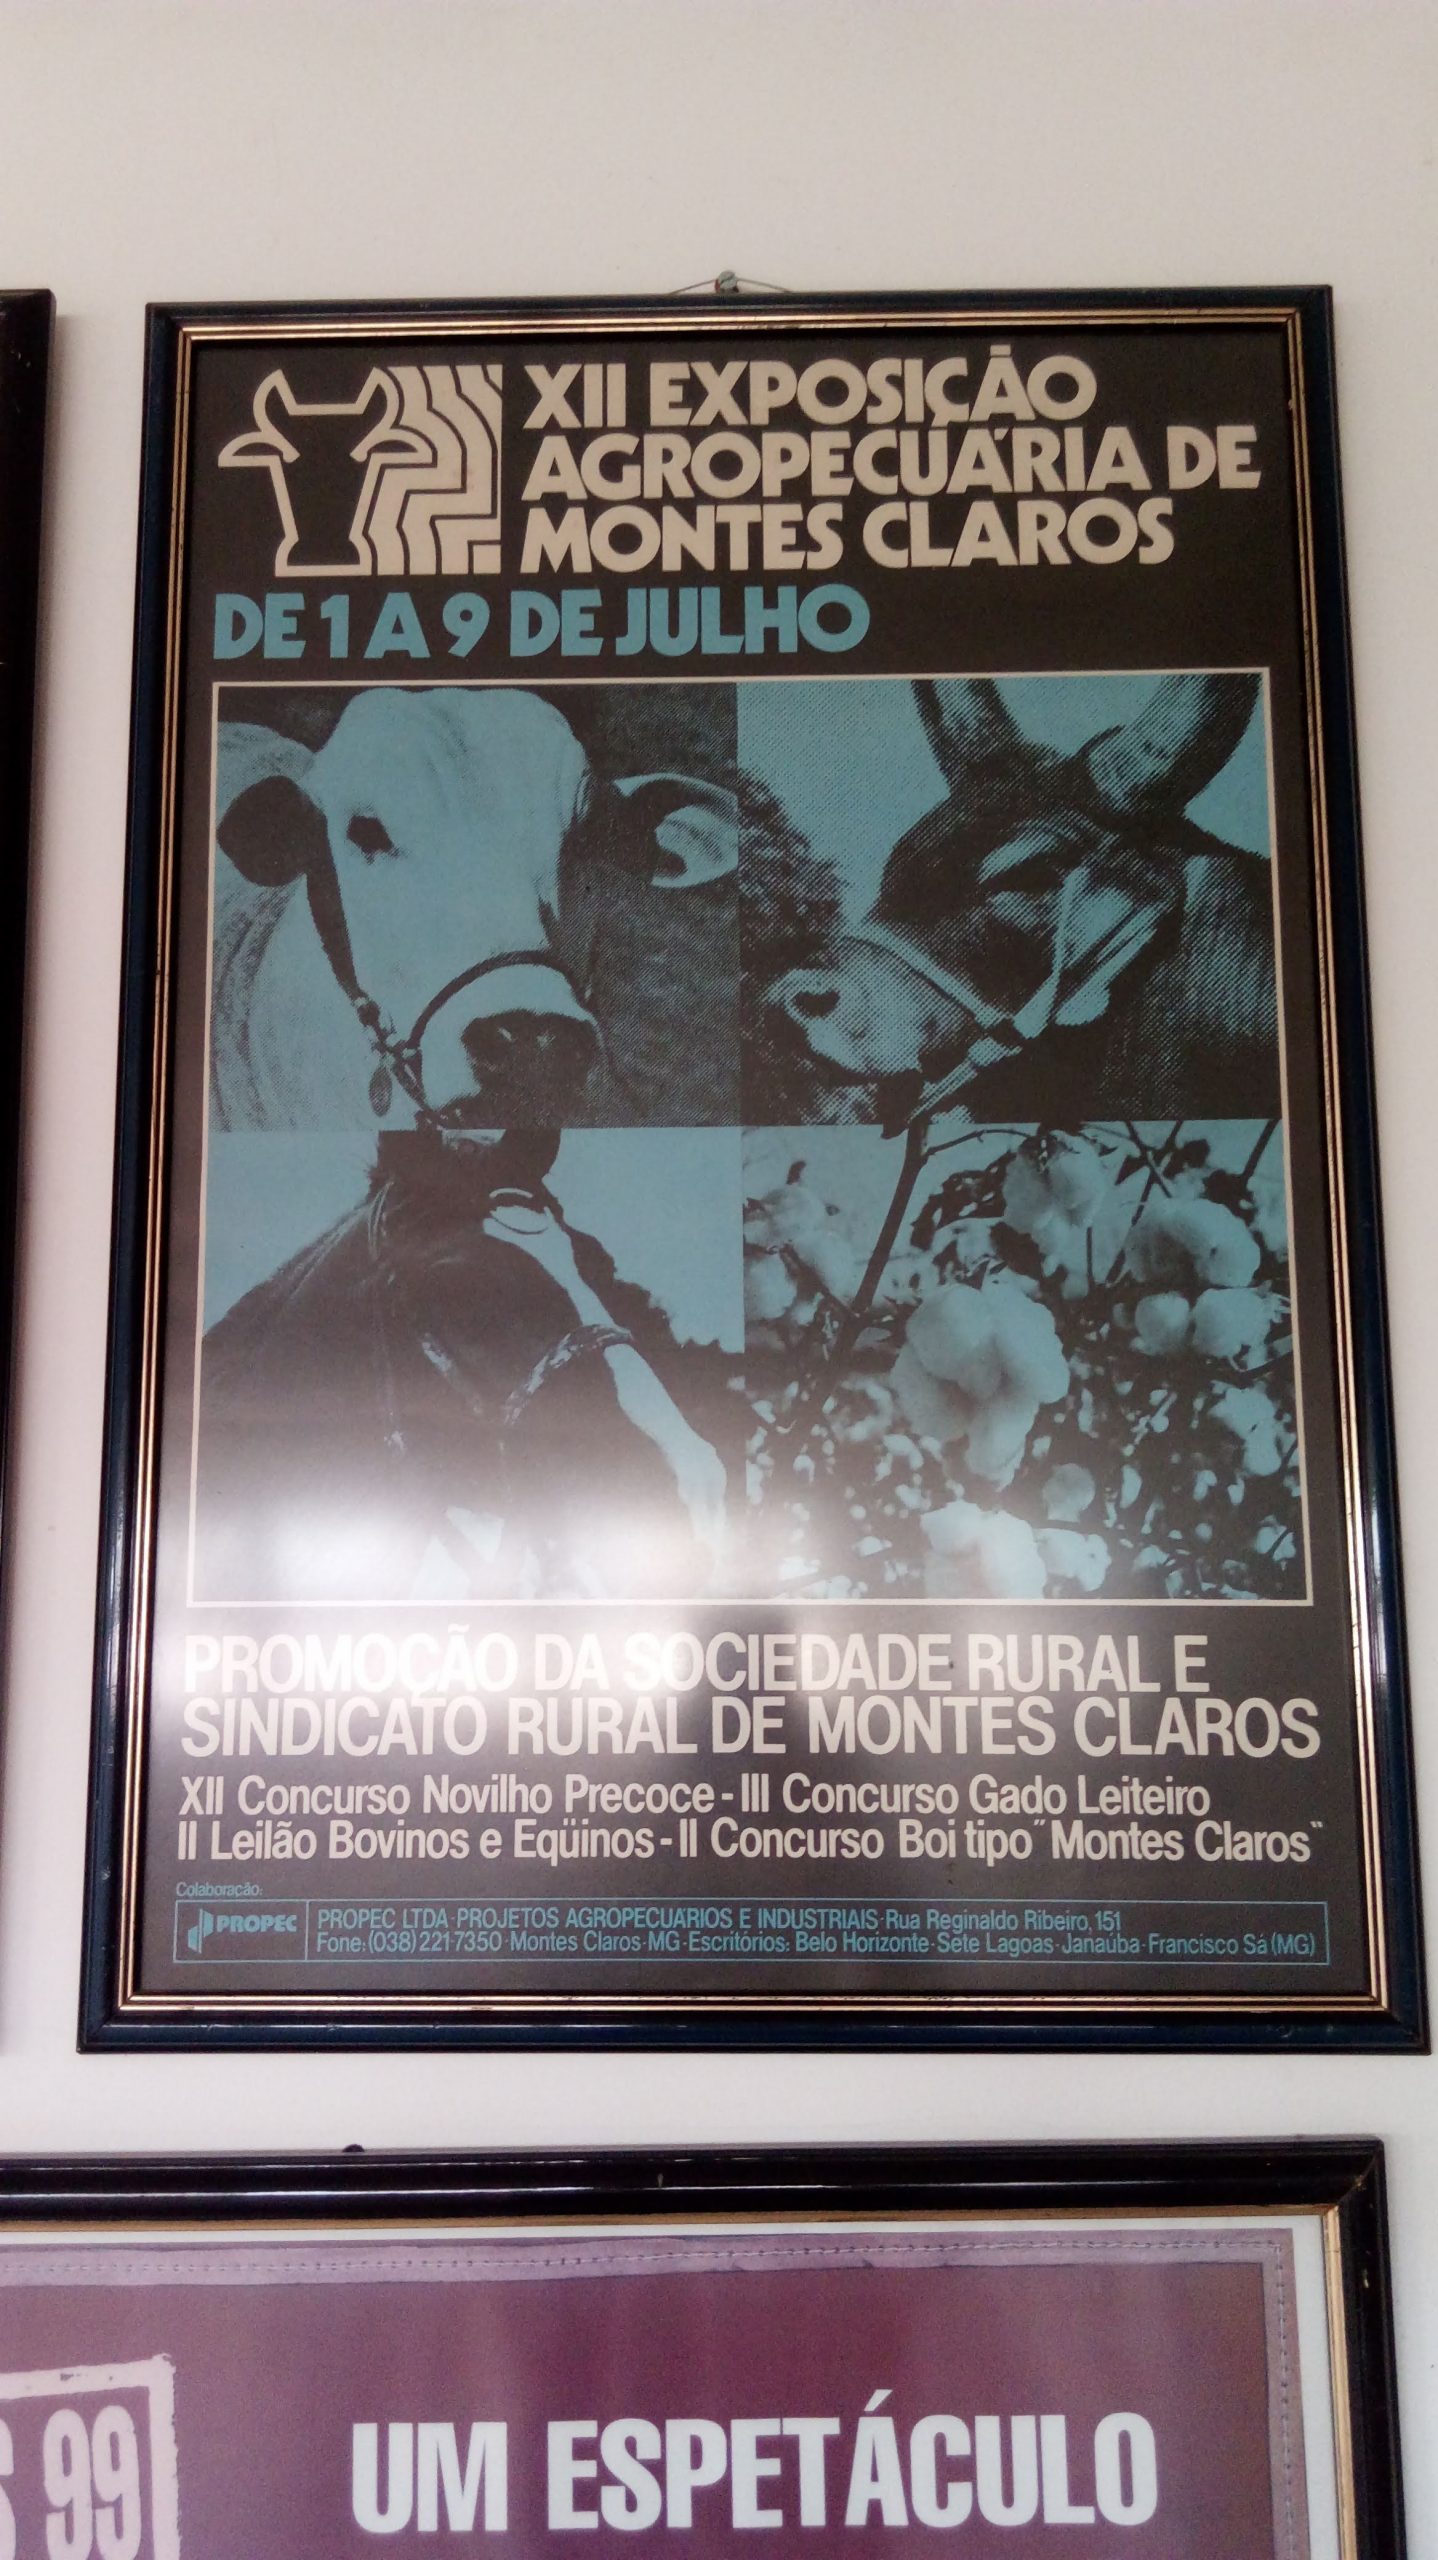 XII EXPOSIÇÃO
AGROPECUÁRIA DE
MONTES CLAROS
DE 1 A 9 DE JULHO
PROMOÇÃO DA SOCIEDADE RURAL E
SINDICATO RURAL DE MONTES CLAROS
XII Concurso Novilho Precoce - III Concurso Gado Leiteiro
II Leilão Bovinos e Eqüinos - II Concurso Boi tipo "Montes Claros"
Colaboração:
PROPEC
PROPEC LTDA - PROJETOS AGROPECUÁRIOS E INDUSTRIAIS - Rua Reginaldo Ribeiro, 151
Fone: (038) 221-7350 - Montes Claros - MG - Escritórios: Belo Horizonte - Sete Lagoas - Janaúba - Francisco Sá (MG)
S 99
UM ESPETÁCULO